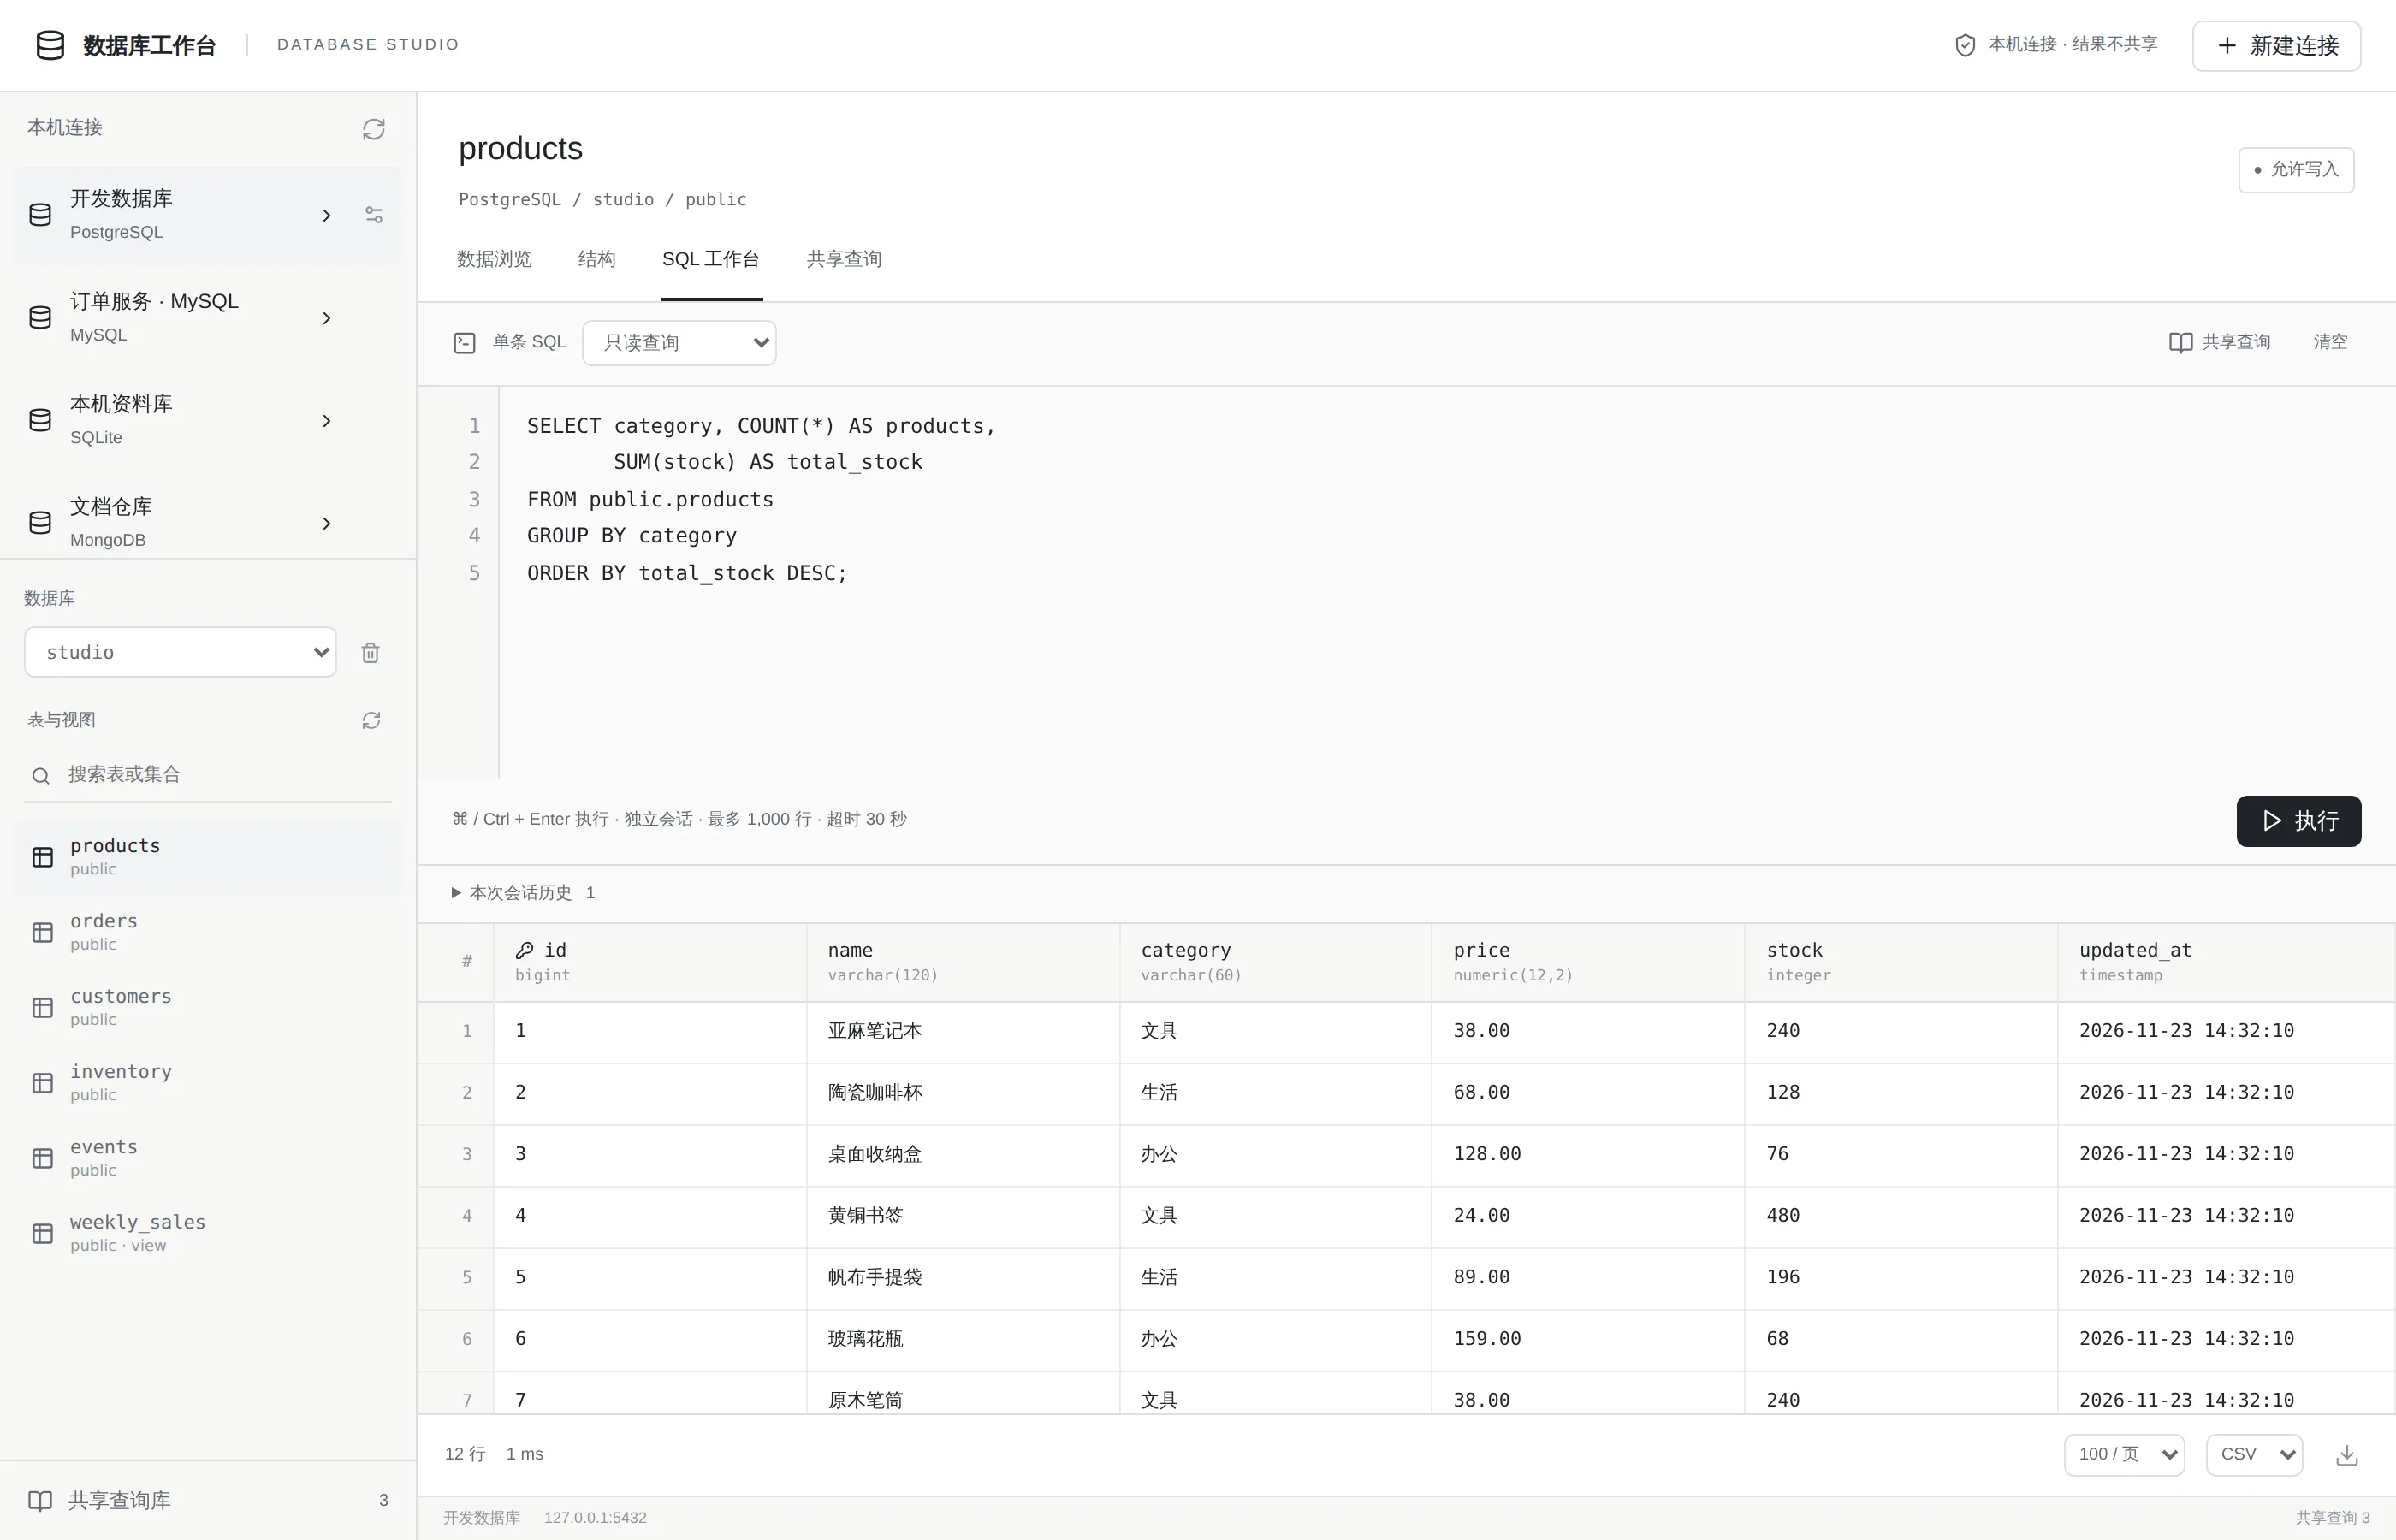 数据库工作台
DATABASE STUDIO
本机连接 · 结果不共享
新建连接
本机连接
开发数据库
PostgreSQL
订单服务 · MySQL
MySQL
本机资料库
SQLite
文档仓库
MongoDB
数据库
studio
表与视图
搜索表或集合
products
public
orders
public
customers
public
inventory
public
events
public
weekly_sales
public · view
共享查询库 3
products
PostgreSQL / studio / public
允许写入
数据浏览 结构 SQL 工作台 共享查询
单条 SQL 只读查询 共享查询 清空
1 SELECT category, COUNT(*) AS products,
2 SUM(stock) AS total_stock
3 FROM public.products
4 GROUP BY category
5 ORDER BY total_stock DESC;
⌘ / Ctrl + Enter 执行 · 独立会话 · 最多 1,000 行 · 超时 30 秒
执行
本次会话历史 1
# id name category price stock updated_at
bigint varchar(120) varchar(60) numeric(12,2) integer timestamp
1 1 亚麻笔记本 文具 38.00 240 2026-11-23 14:32:10
2 2 陶瓷咖啡杯 生活 68.00 128 2026-11-23 14:32:10
3 3 桌面收纳盒 办公 128.00 76 2026-11-23 14:32:10
4 4 黄铜书签 文具 24.00 480 2026-11-23 14:32:10
5 5 帆布手提袋 生活 89.00 196 2026-11-23 14:32:10
6 6 玻璃花瓶 办公 159.00 68 2026-11-23 14:32:10
7 7 原木笔筒 文具 38.00 240 2026-11-23 14:32:10
12 行 1 ms
100 / 页 CSV
开发数据库 127.0.0.1:5432
共享查询 3